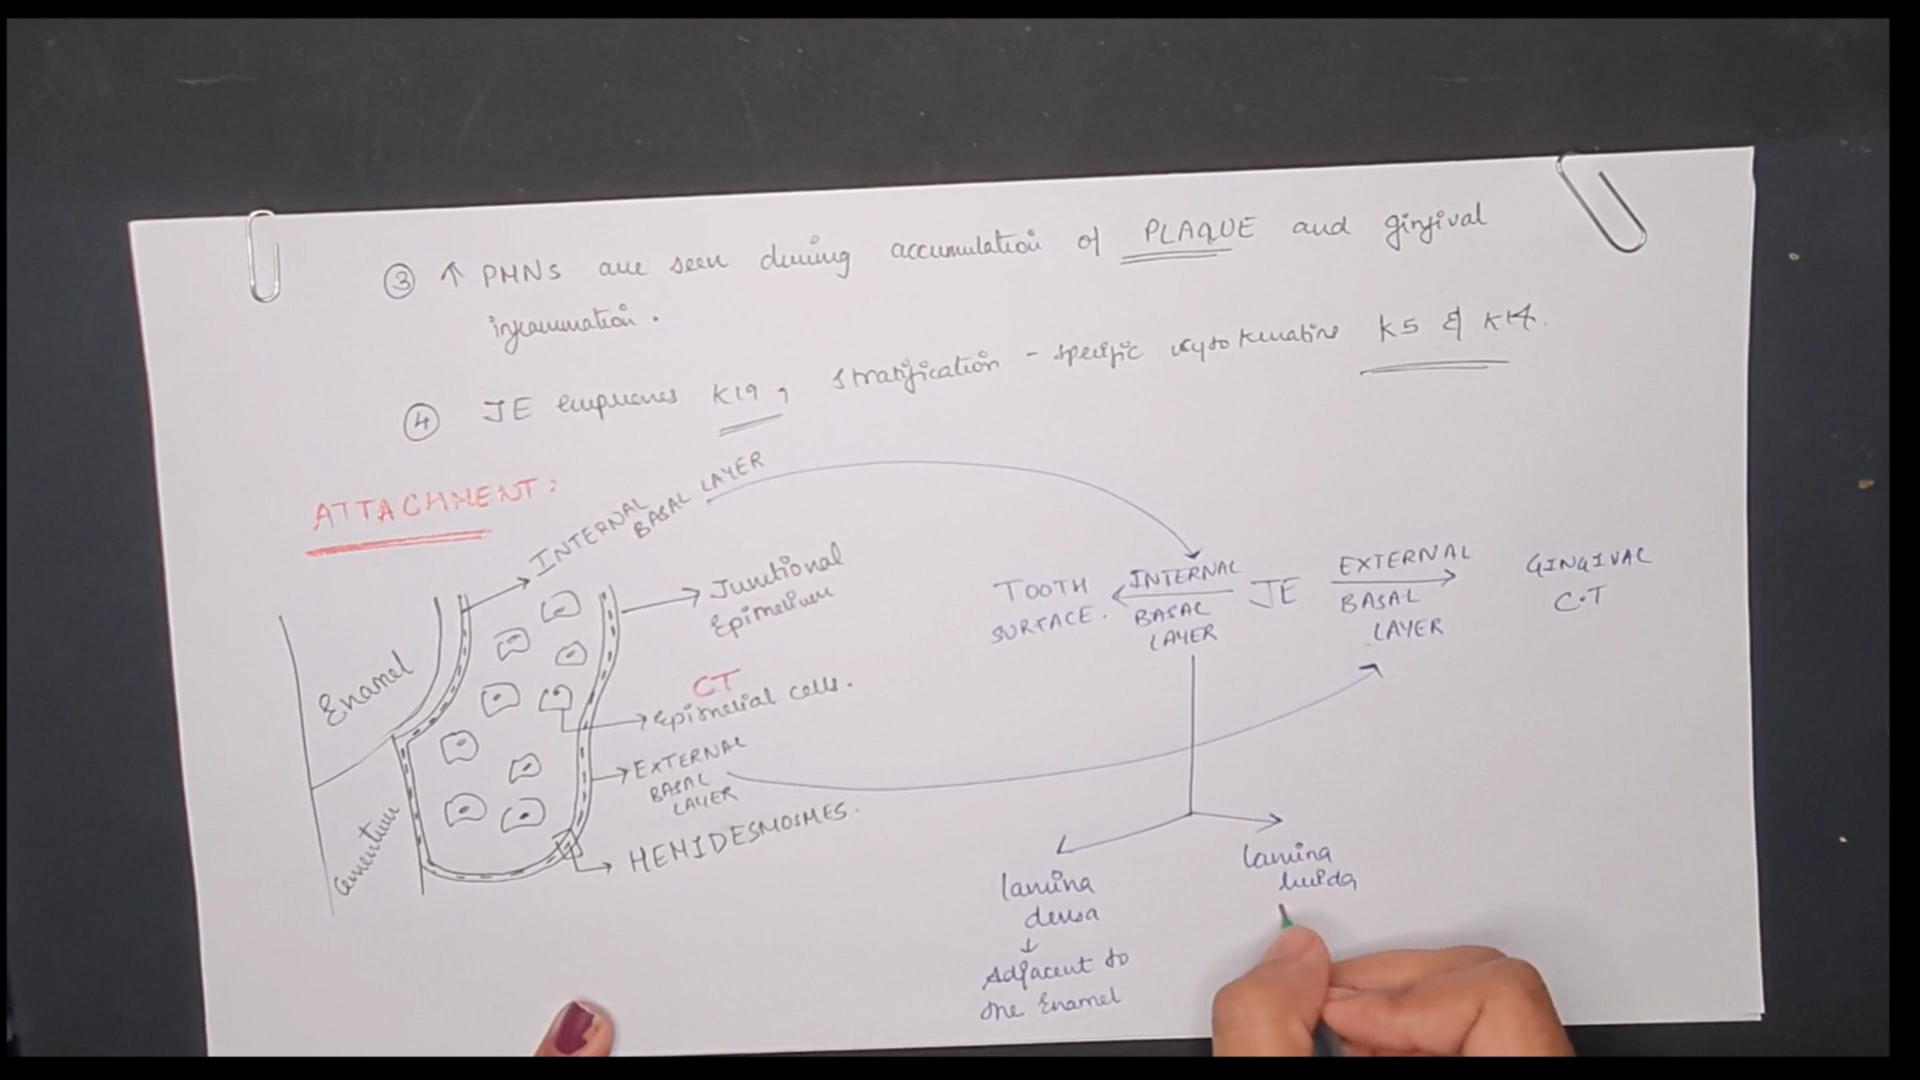 ③ ↑ PMNs are seen during accumulation of PLAQUE and gingival
inflammation.
④ JE expresses K19, stratification - specific cytokeratins K5 & K14.
ATTACHMENT:
INTERNAL
BASAL LAYER
Junctional
Epithelium
Enamel
CT
Epithelial cells.
EXTERNAL
BASAL
LAYER
Cementum
HEMIDESMOSMES.
TOOTH
SURFACE.
INTERNAL
BASAL
LAYER
JE
EXTERNAL
BASAL
LAYER
GINGIVAL
C.T
lamina
densa
↓
Adjacent to
the Enamel
lamina
lucida